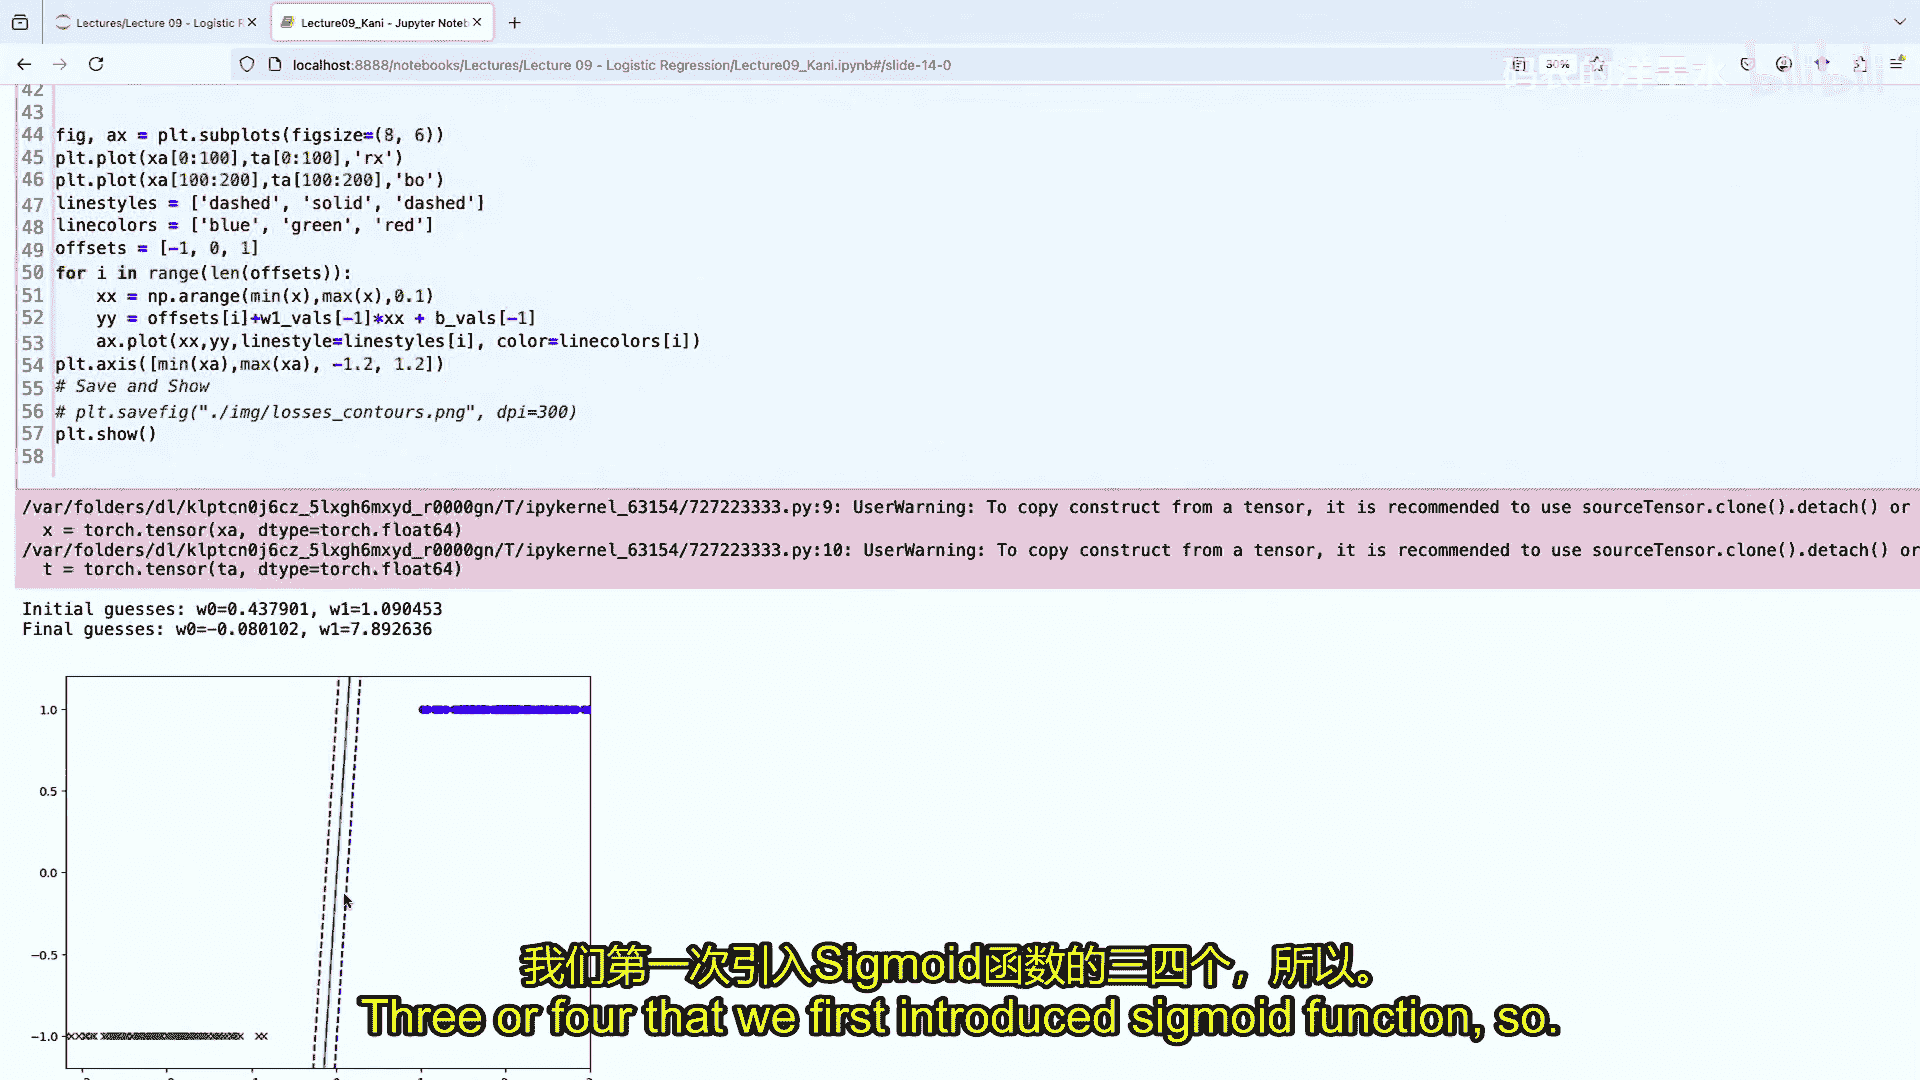 Lectures/Lecture 09 - Logistic F
Lecture09_Kani - Jupyter Noteb
localhost:8888/notebooks/Lectures/Lecture 09 - Logistic Regression/Lecture09_Kani.ipynb#/slide-14-0
42
43
44 fig, ax = plt.subplots(figsize=(8, 6))
45 plt.plot(xa[0:100],ta[0:100],'rx')
46 plt.plot(xa[100:200],ta[100:200],'bo')
47 linestyles = ['dashed', 'solid', 'dashed']
48 linecolors = ['blue', 'green', 'red']
49 offsets = [-1, 0, 1]
50 for i in range(len(offsets)):
51 xx = np.arange(min(x),max(x),0.1)
52 yy = offsets[i]+w1_vals[-1]*xx + b_vals[-1]
53 ax.plot(xx,yy,linestyle=linestyles[i], color=linecolors[i])
54 plt.axis([min(xa),max(xa), -1.2, 1.2])
55 # Save and Show
56 # plt.savefig("./img/losses_contours.png", dpi=300)
57 plt.show()
58
/var/folders/dl/klptcn0j6cz_5lxgh6mxyd_r0000gn/T/ipykernel_63154/727223333.py:9: UserWarning: To copy construct from a tensor, it is recommended to use sourceTensor.clone().detach() or
x = torch.tensor(xa, dtype=torch.float64)
/var/folders/dl/klptcn0j6cz_5lxgh6mxyd_r0000gn/T/ipykernel_63154/727223333.py:10: UserWarning: To copy construct from a tensor, it is recommended to use sourceTensor.clone().detach() or
t = torch.tensor(ta, dtype=torch.float64)
Initial guesses: w0=0.437901, w1=1.090453
Final guesses: w0=-0.080102, w1=7.892636
1.0
0.5
0.0
-0.5
-1.0
我们第一次引入Sigmoid函数的三四个，所以。
Three or four that we first introduced sigmoid function, so.